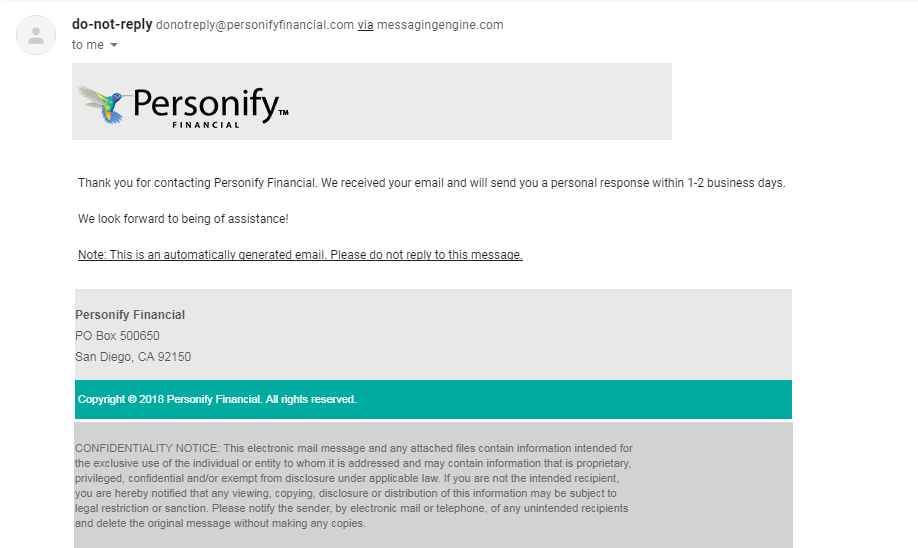 do-not-reply donotreply@personifyfinancial.com via messagingengine.com
to me
Personify™
FINANCIAL
Thank you for contacting Personify Financial. We received your email and will send you a personal response within 1-2 business days.
We look forward to being of assistance!
Note: This is an automatically generated email. Please do not reply to this message.
Personify Financial
PO Box 500650
San Diego, CA 92150
Copyright © 2018 Personify Financial. All rights reserved.
CONFIDENTIALITY NOTICE: This electronic mail message and any attached files contain information intended for
the exclusive use of the individual or entity to whom it is addressed and may contain information that is proprietary,
privileged, confidential and/or exempt from disclosure under applicable law. If you are not the intended recipient,
you are hereby notified that any viewing, copying, disclosure or distribution of this information may be subject to
legal restriction or sanction. Please notify the sender, by electronic mail or telephone, of any unintended recipients
and delete the original message without making any copies.